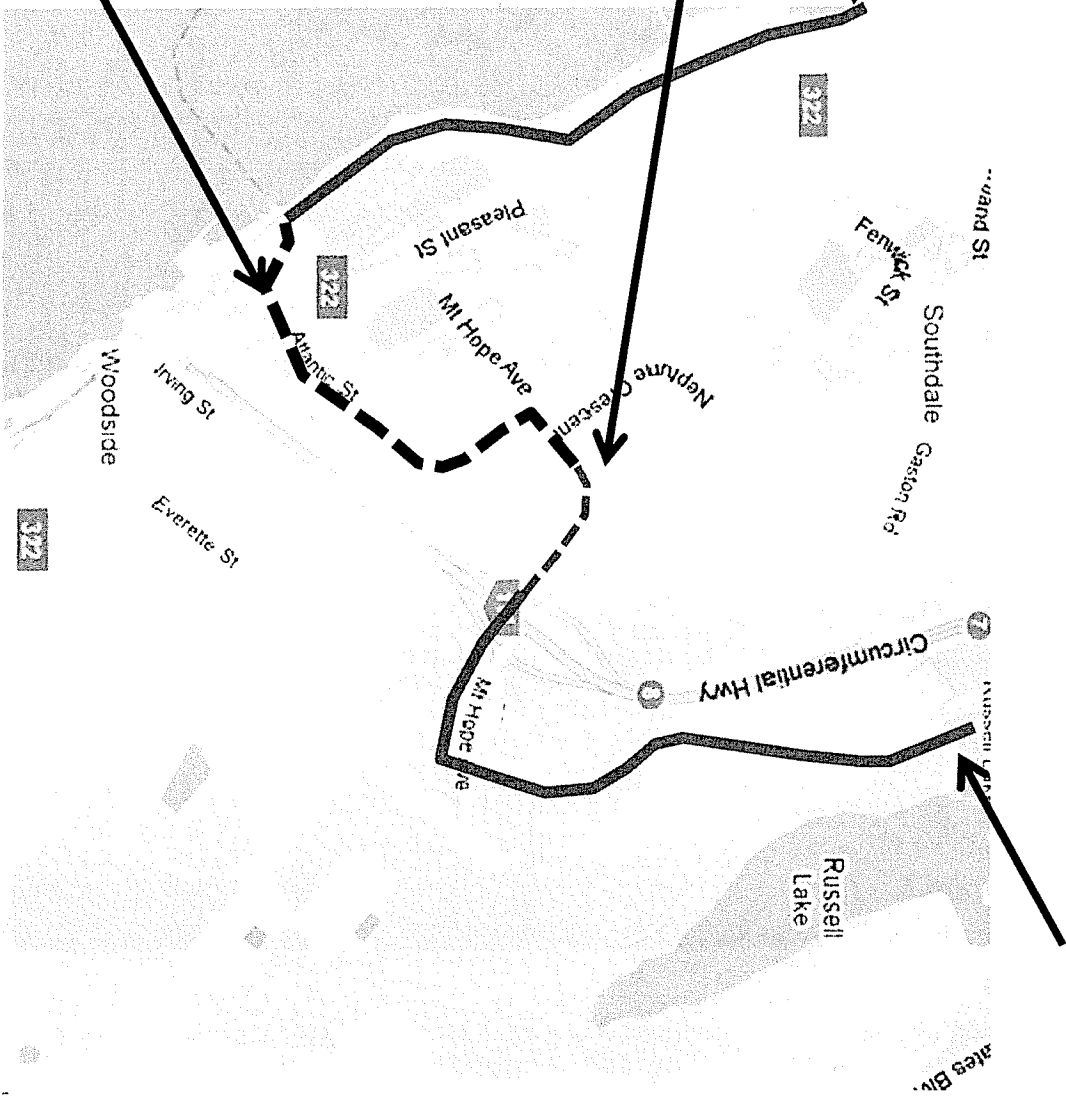 322
Fenwick St
Southdale
Pleasant St
322
Mt Hope Ave
Neptune Crescent
Atlantic St
Gaston Rd
Woodside
Irving St
Everette St
322
7
Circumferential Hwy
Mt Hope
Russell
Lake